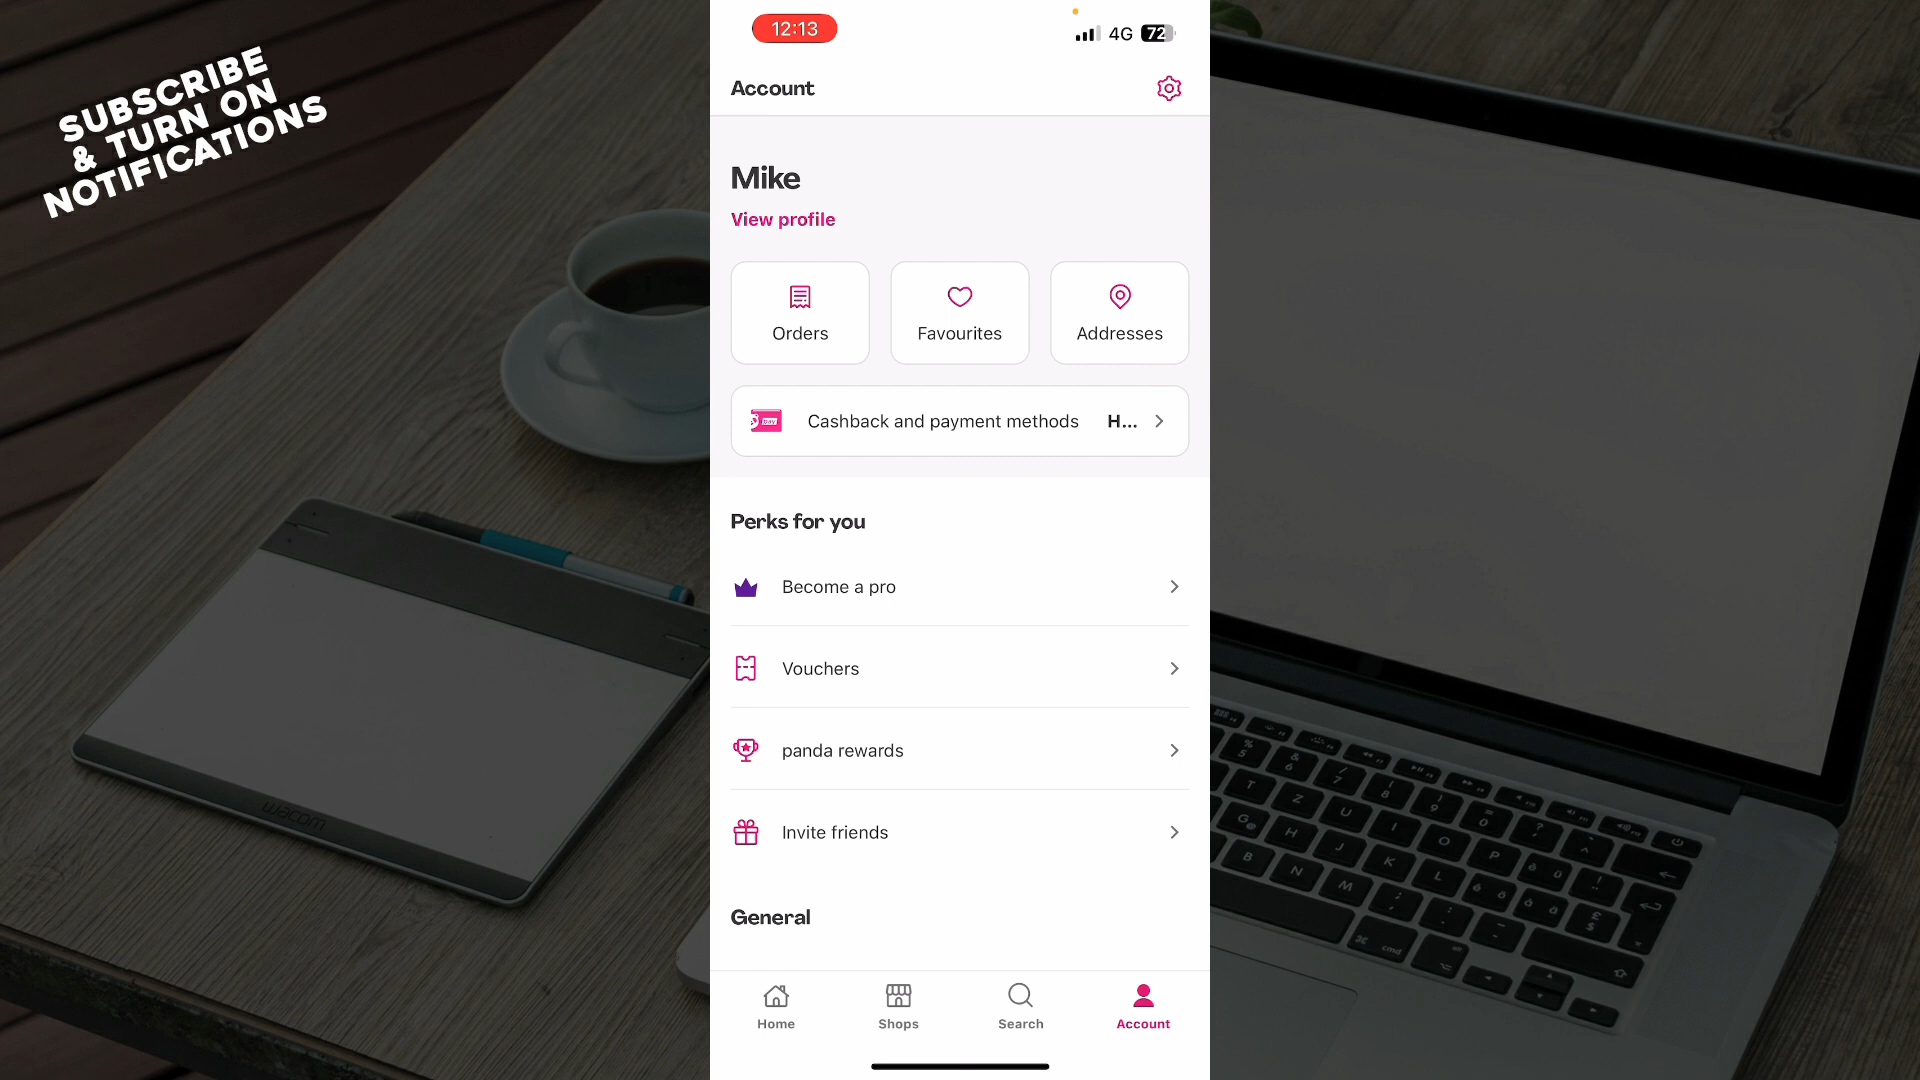 SUBSCRIBE
& TURN ON
NOTIFICATIONS
12:13
4G 72
Account
Mike
View profile
Orders
Favourites
Addresses
Cashback and payment methods H...
Perks for you
Become a pro
Vouchers
panda rewards
Invite friends
General
Home
Shops
Search
Account
wacom